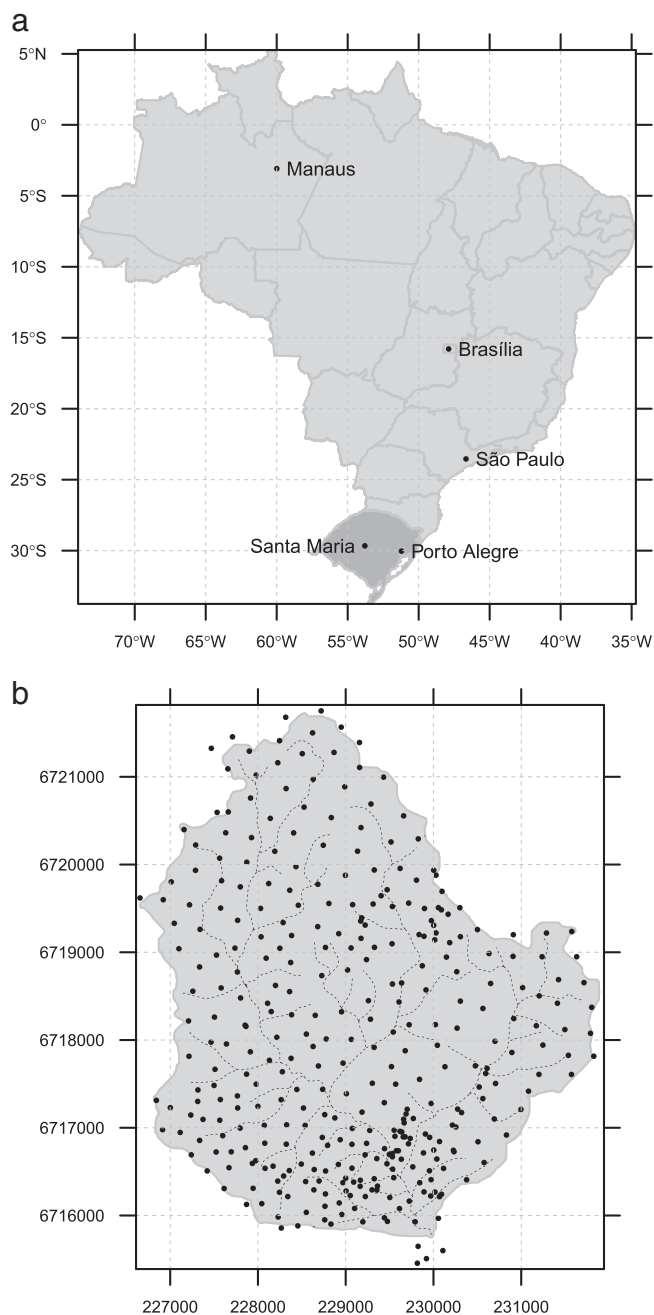 a
5°N
0°
Manaus
5°S
10°S
15°S
Brasília
20°S
São Paulo
25°S
Santa Maria
Porto Alegre
30°S
70°W 65°W 60°W 55°W 50°W 45°W 40°W 35°W
b
6721000
6720000
6719000
6718000
6717000
6716000
227000 228000 229000 230000 231000